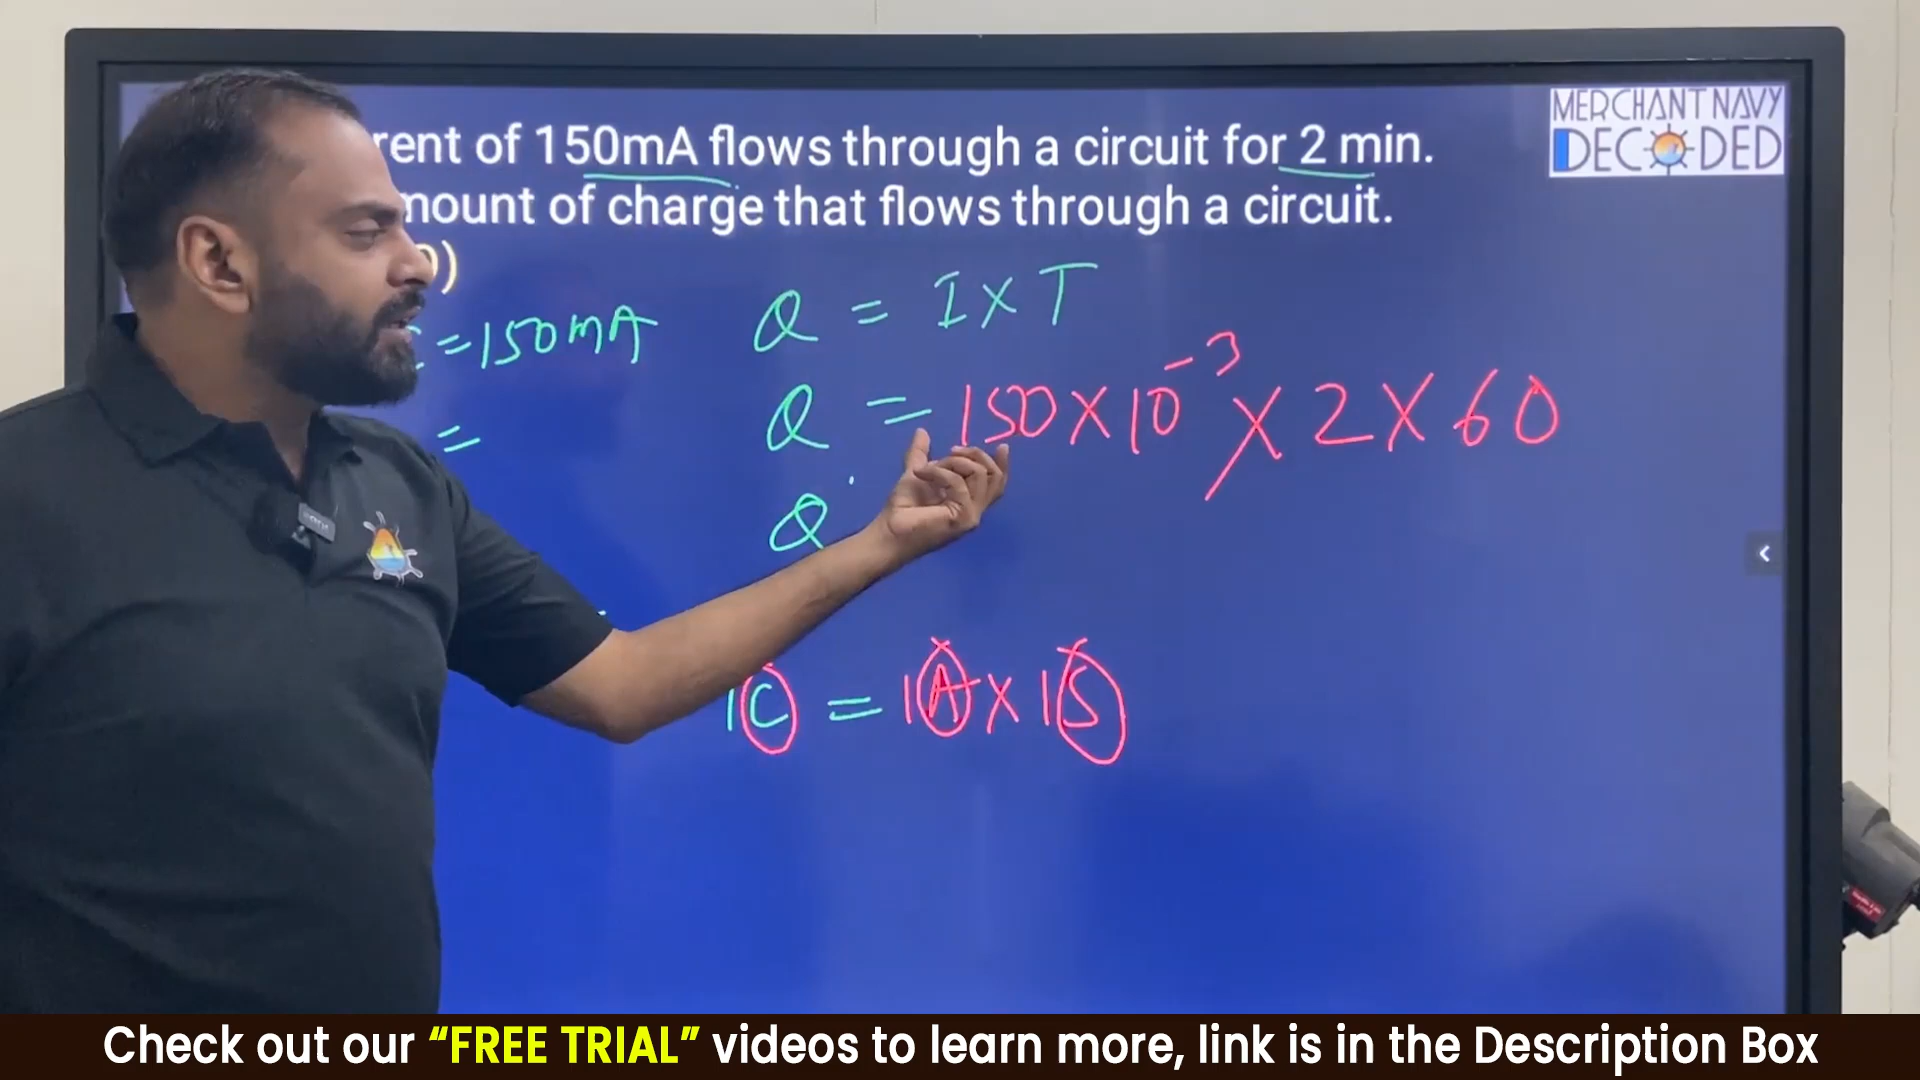 MERCHANT NAVY
DECODED
rent of 150mA flows through a circuit for 2 min.
mount of charge that flows through a circuit.
)
= 150mA
=
Q = I x T
Q = 150 x 10⁻³ x 2 x 60
Q
1C = 1A x 1S
Check out our “FREE TRIAL” videos to learn more, link is in the Description Box